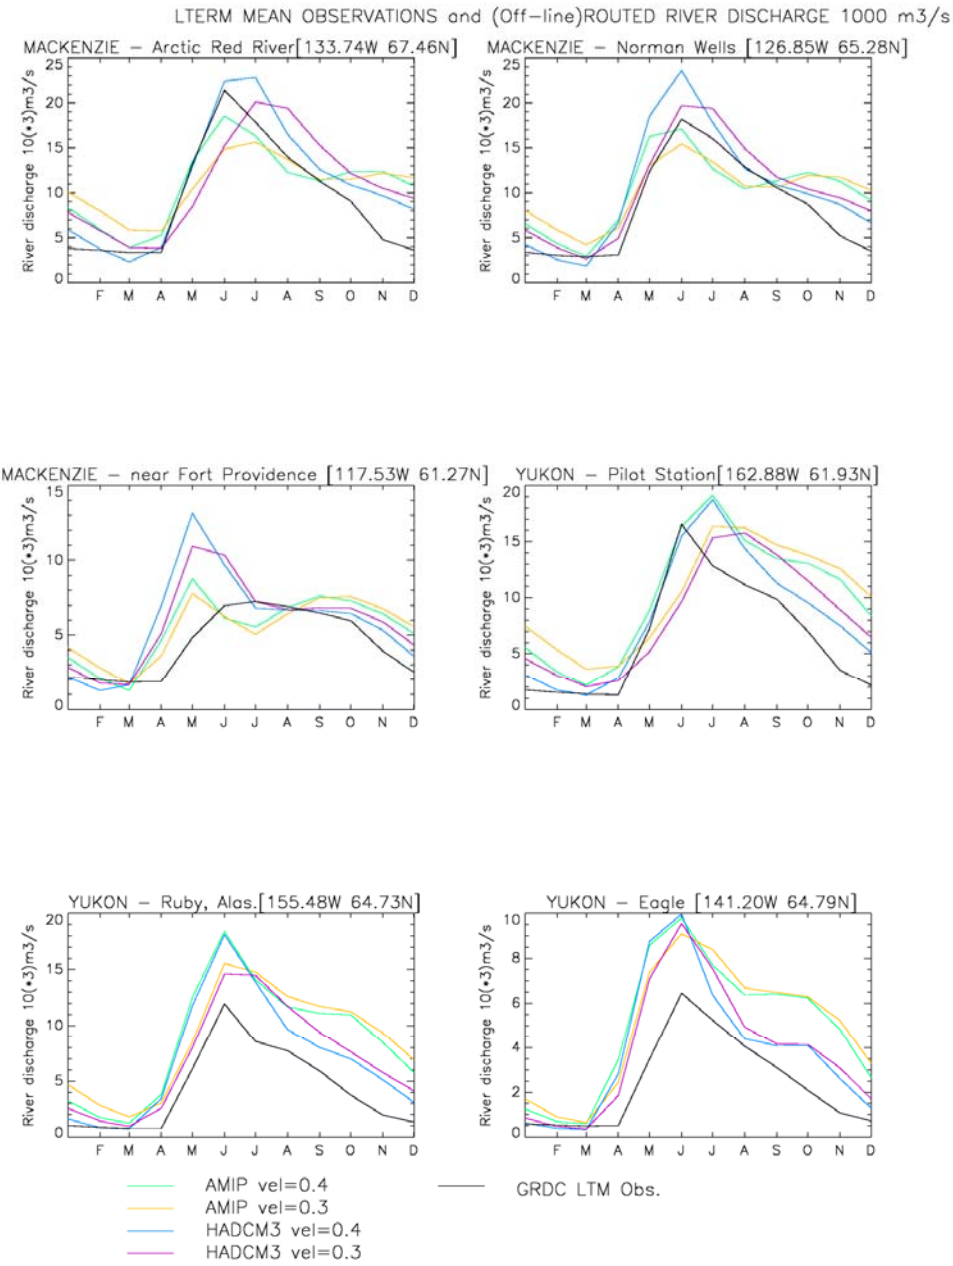 LTERM MEAN OBSERVATIONS and (Off-line)ROUTED RIVER DISCHARGE 1000 m3/s
MACKENZIE - Arctic Red River[133.74W 67.46N]
River discharge 10(*3)m3/s
25
20
15
10
5
0
F M A M J J A S O N D
MACKENZIE - Norman Wells [126.85W 65.28N]
River discharge 10(*3)m3/s
25
20
15
10
5
0
F M A M J J A S O N D
MACKENZIE - near Fort Providence [117.53W 61.27N]
River discharge 10(*3)m3/s
15
10
5
0
F M A M J J A S O N D
YUKON - Pilot Station[162.88W 61.93N]
River discharge 10(*3)m3/s
20
15
10
5
0
F M A M J J A S O N D
YUKON - Ruby, Alas.[155.48W 64.73N]
River discharge 10(*3)m3/s
20
15
10
5
0
F M A M J J A S O N D
YUKON - Eagle [141.20W 64.79N]
River discharge 10(*3)m3/s
10
8
6
4
2
0
F M A M J J A S O N D
AMIP vel=0.4
AMIP vel=0.3
HADCM3 vel=0.4
HADCM3 vel=0.3
GRDC LTM Obs.